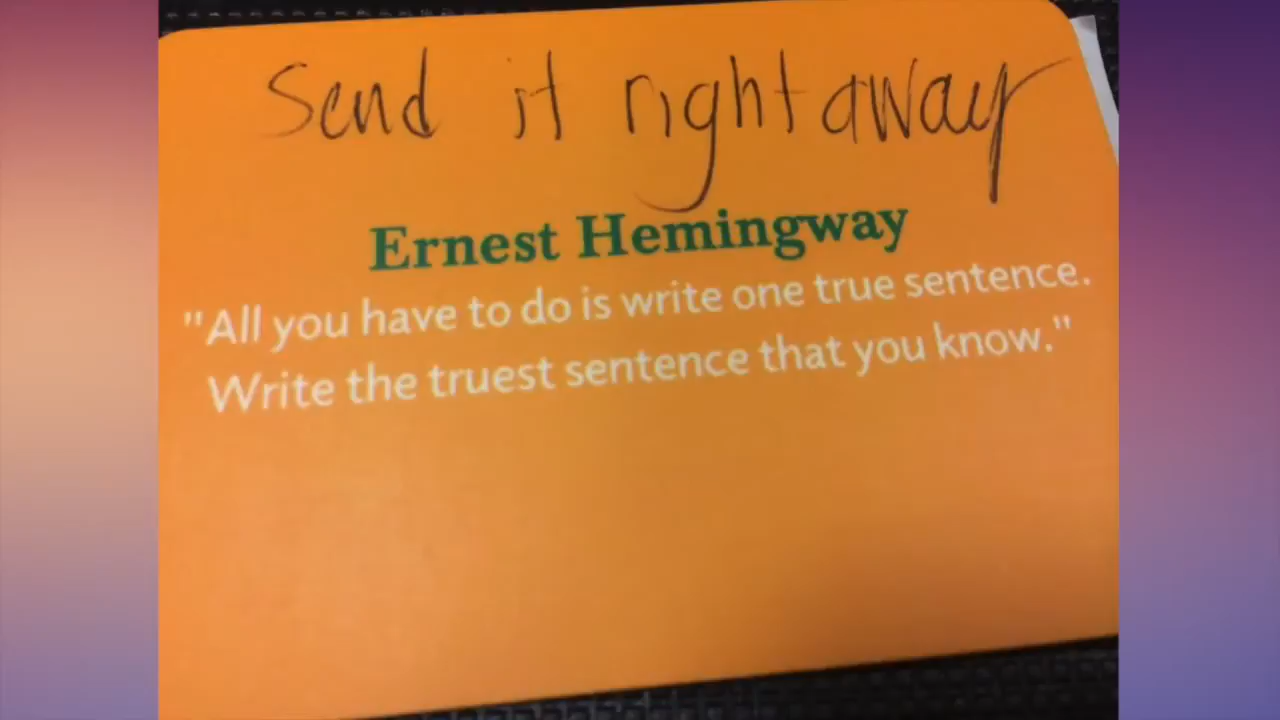 Send it right away
Ernest Hemingway
"All you have to do is write one true sentence.
Write the truest sentence that you know."